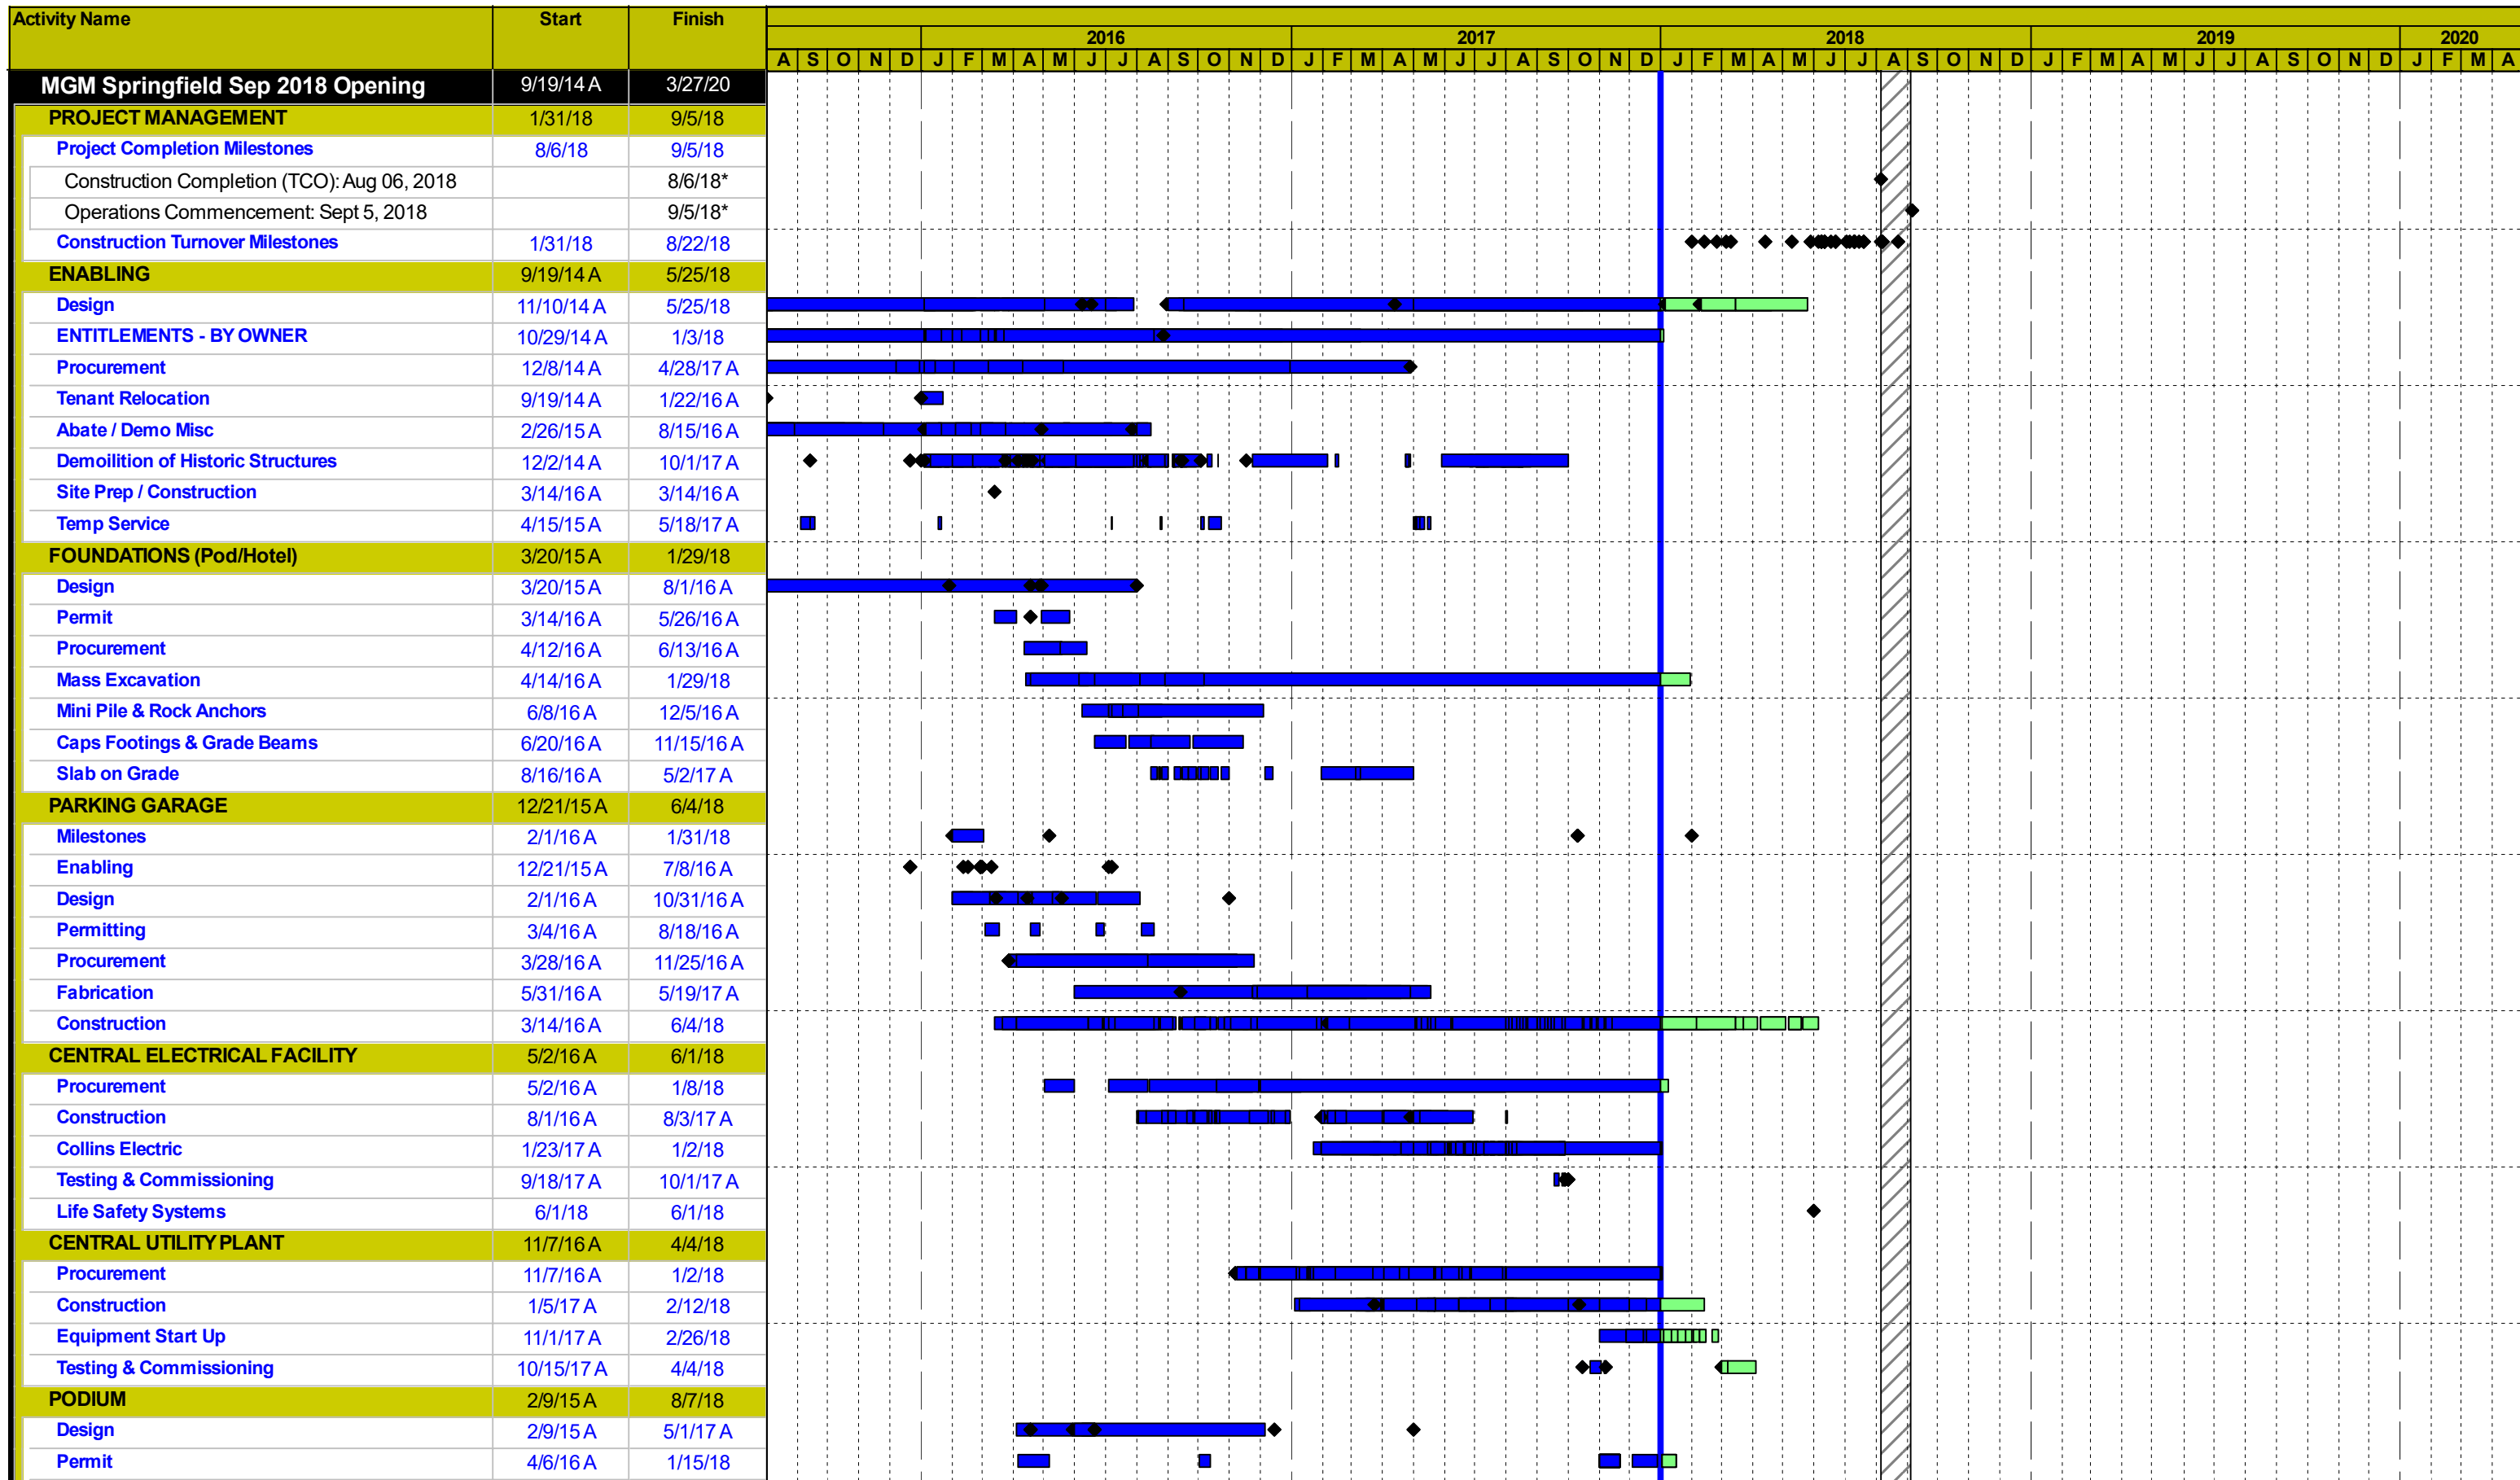 Activity Name Start Finish
2016 2017 2018 2019 2020
A S O N D J F M A M J J A S O N D J F M A M J J A S O N D J F M A M J J A S O N D J F M A M J J A S O N D J F M A
MGM Springfield Sep 2018 Opening 9/19/14 A 3/27/20
PROJECT MANAGEMENT 1/31/18 9/5/18
Project Completion Milestones 8/6/18 9/5/18
Construction Completion (TCO): Aug 06, 2018 8/6/18*
Operations Commencement: Sept 5, 2018 9/5/18*
Construction Turnover Milestones 1/31/18 8/22/18
ENABLING 9/19/14 A 5/25/18
Design 11/10/14 A 5/25/18
ENTITLEMENTS - BY OWNER 10/29/14 A 1/3/18
Procurement 12/8/14 A 4/28/17 A
Tenant Relocation 9/19/14 A 1/22/16 A
Abate / Demo Misc 2/26/15 A 8/15/16 A
Demoilition of Historic Structures 12/2/14 A 10/1/17 A
Site Prep / Construction 3/14/16 A 3/14/16 A
Temp Service 4/15/15 A 5/18/17 A
FOUNDATIONS (Pod/Hotel) 3/20/15 A 1/29/18
Design 3/20/15 A 8/1/16 A
Permit 3/14/16 A 5/26/16 A
Procurement 4/12/16 A 6/13/16 A
Mass Excavation 4/14/16 A 1/29/18
Mini Pile & Rock Anchors 6/8/16 A 12/5/16 A
Caps Footings & Grade Beams 6/20/16 A 11/15/16 A
Slab on Grade 8/16/16 A 5/2/17 A
PARKING GARAGE 12/21/15 A 6/4/18
Milestones 2/1/16 A 1/31/18
Enabling 12/21/15 A 7/8/16 A
Design 2/1/16 A 10/31/16 A
Permitting 3/4/16 A 8/18/16 A
Procurement 3/28/16 A 11/25/16 A
Fabrication 5/31/16 A 5/19/17 A
Construction 3/14/16 A 6/4/18
CENTRAL ELECTRICAL FACILITY 5/2/16 A 6/1/18
Procurement 5/2/16 A 1/8/18
Construction 8/1/16 A 8/3/17 A
Collins Electric 1/23/17 A 1/2/18
Testing & Commissioning 9/18/17 A 10/1/17 A
Life Safety Systems 6/1/18 6/1/18
CENTRAL UTILITY PLANT 11/7/16 A 4/4/18
Procurement 11/7/16 A 1/2/18
Construction 1/5/17 A 2/12/18
Equipment Start Up 11/1/17 A 2/26/18
Testing & Commissioning 10/15/17 A 4/4/18
PODIUM 2/9/15 A 8/7/18
Design 2/9/15 A 5/1/17 A
Permit 4/6/16 A 1/15/18